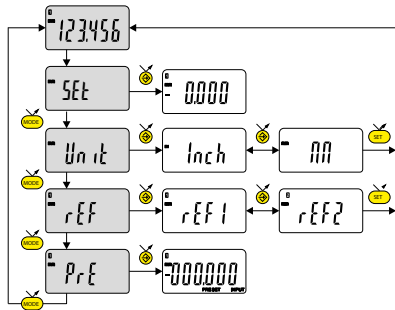 123.456
SEt 0.000
MODE
Unit Inch MM SET
MODE
rEF rEF1 rEF2 SET
MODE
PrE -000.000
PRESET INPUT
MODE